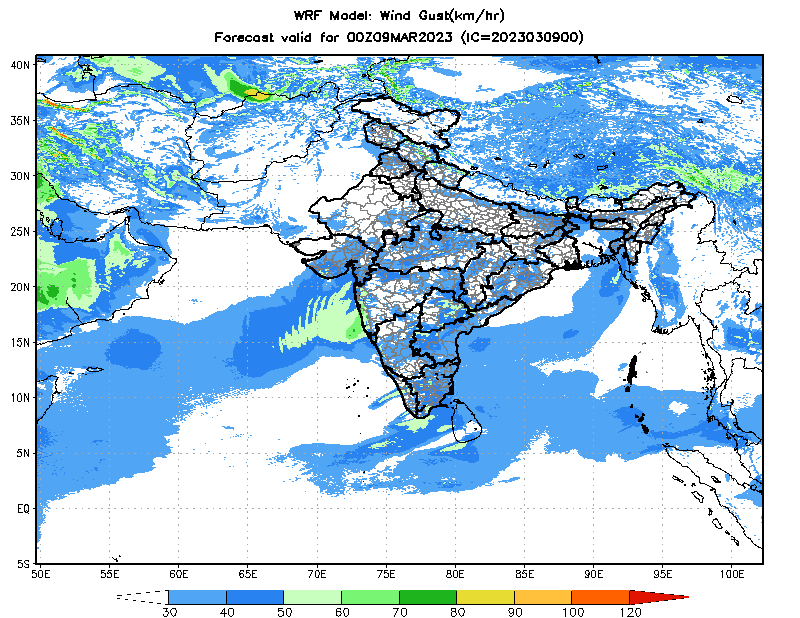 WRF Model: Wind Gust(km/hr)
Forecast valid for 00Z09MAR2023 (IC=2023030900)
40N
35N
30N
25N
20N
15N
10N
5N
EQ
5S
50E 55E 60E 65E 70E 75E 80E 85E 90E 95E 100E
30 40 50 60 70 80 90 100 120